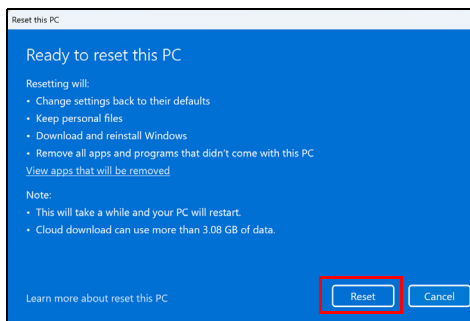 Reset this PC
Ready to reset this PC
Resetting will:
• Change settings back to their defaults
• Keep personal files
• Download and reinstall Windows
• Remove all apps and programs that didn't come with this PC
View apps that will be removed
Note:
• This will take a while and your PC will restart.
• Cloud download can use more than 3.08 GB of data.
Learn more about reset this PC
Reset
Cancel